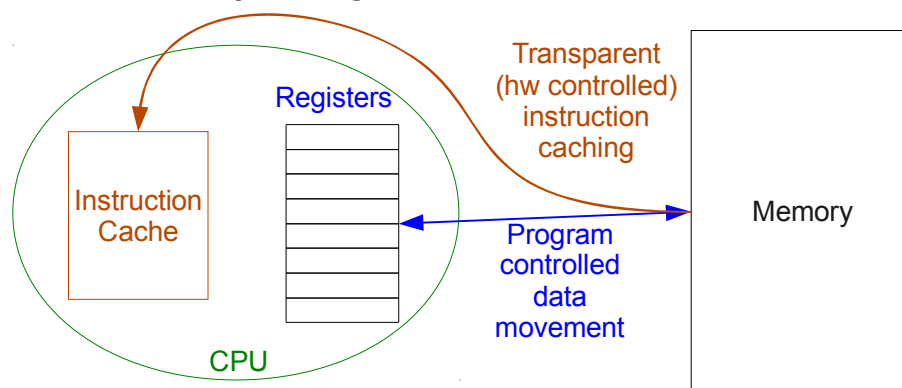 Transparent
(hw controlled)
instruction
caching
Registers
Instruction
Cache
Memory
Program
controlled
data
movement
CPU